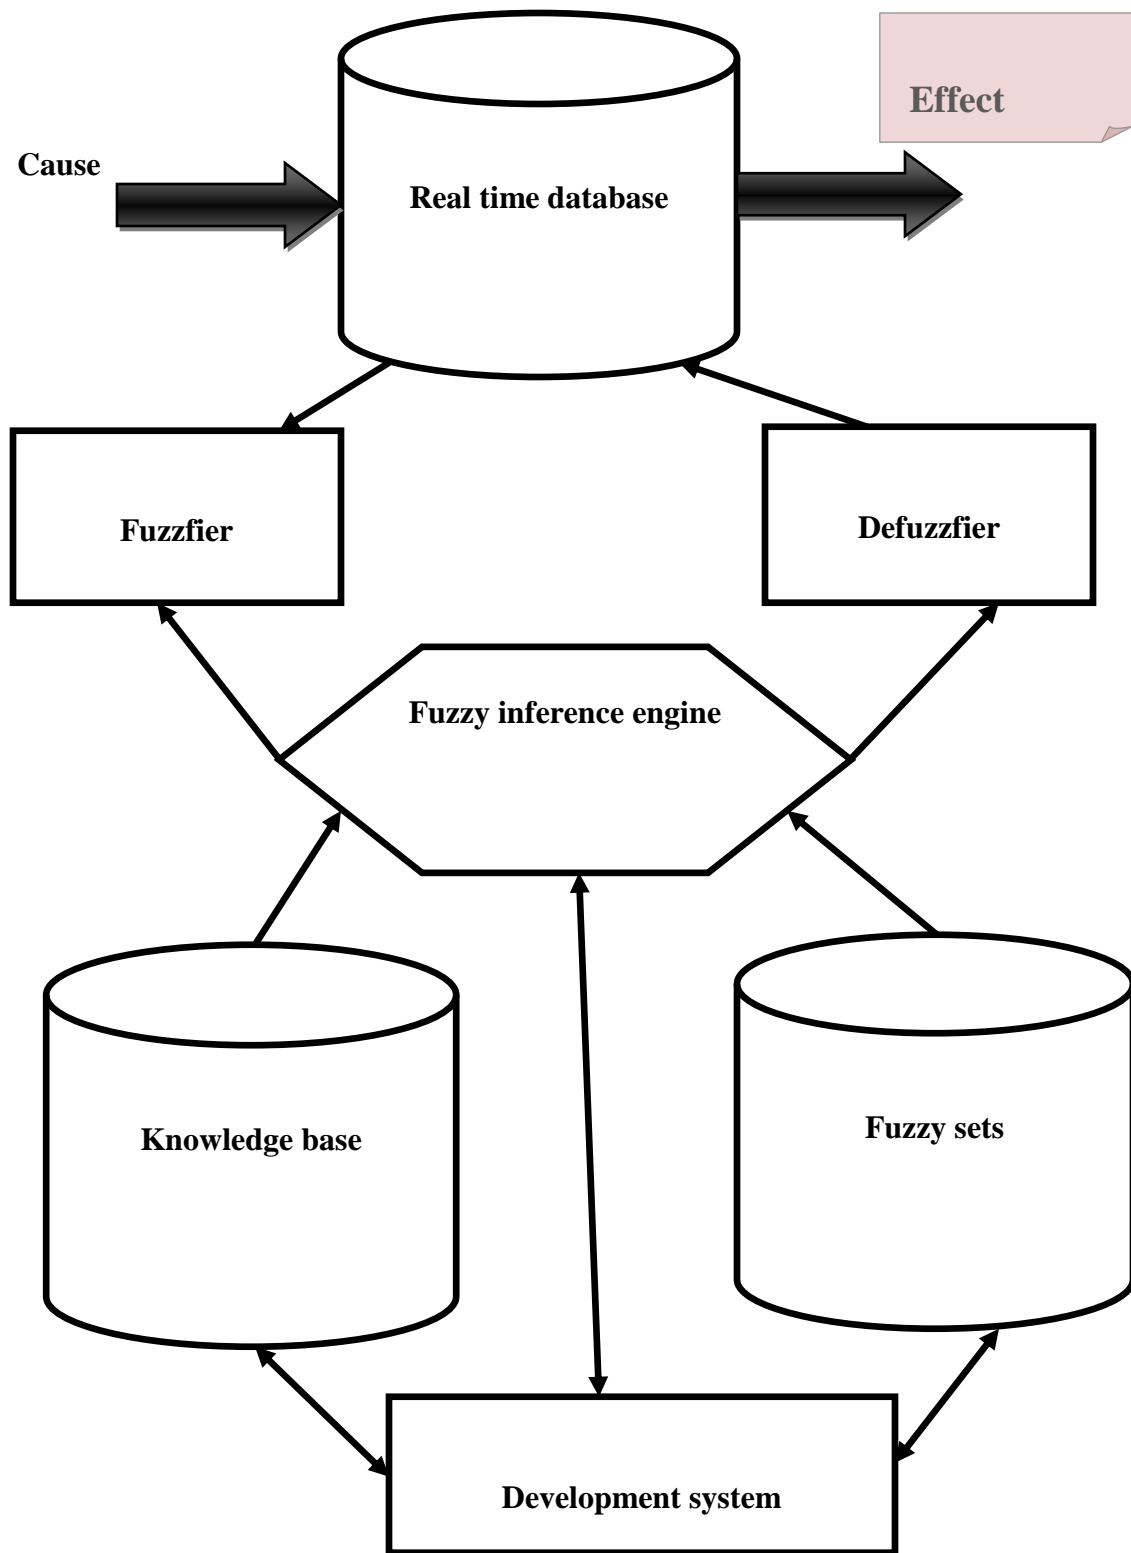 Effect
Cause
Real time database
Fuzzfier
Defuzzfier
Fuzzy inference engine
Knowledge base
Fuzzy sets
Development system